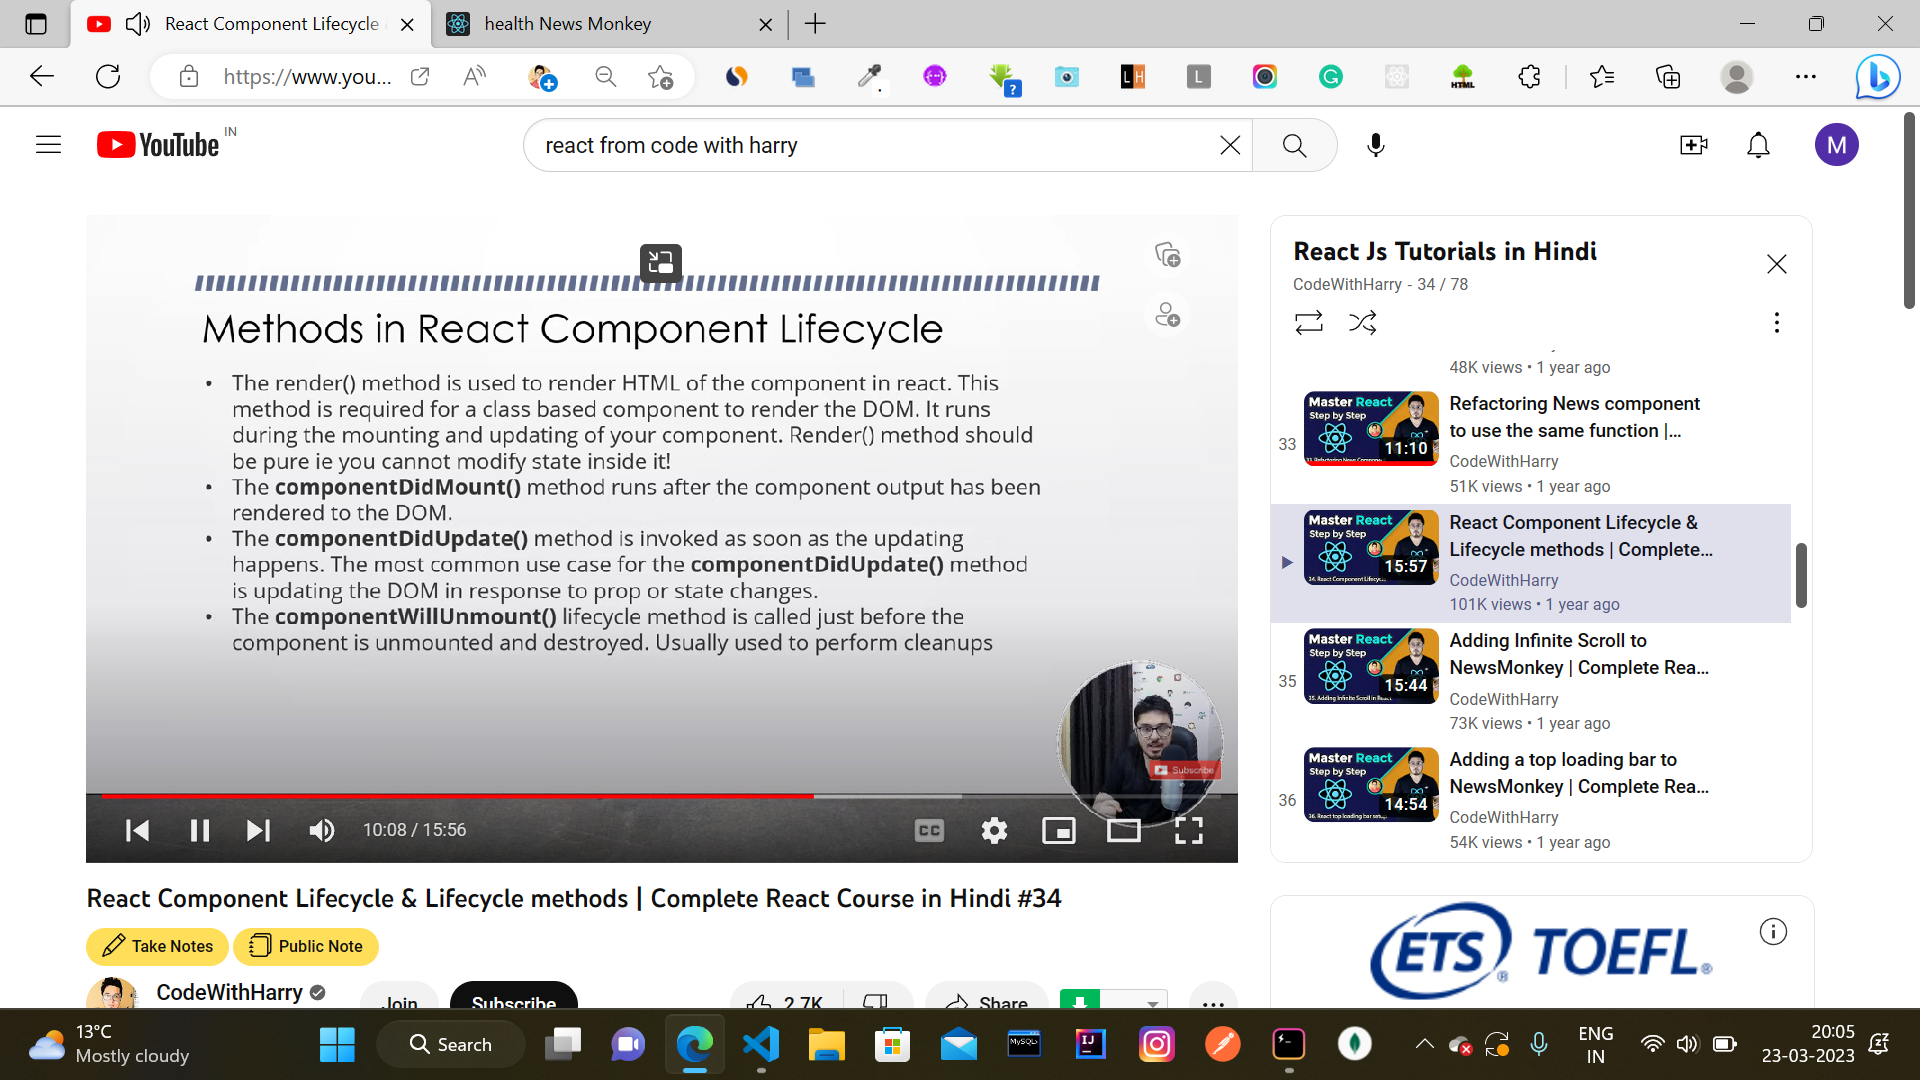 React Component Lifecycle
health News Monkey
https://www.you...
YouTube IN
react from code with harry
M
Methods in React Component Lifecycle
• The render() method is used to render HTML of the component in react. This
method is required for a class based component to render the DOM. It runs
during the mounting and updating of your component. Render() method should
be pure ie you cannot modify state inside it!
• The componentDidMount() method runs after the component output has been
rendered to the DOM.
• The componentDidUpdate() method is invoked as soon as the updating
happens. The most common use case for the componentDidUpdate() method
is updating the DOM in response to prop or state changes.
• The componentWillUnmount() lifecycle method is called just before the
component is unmounted and destroyed. Usually used to perform cleanups
Subscribe
10:08 / 15:56
CC
React Js Tutorials in Hindi
CodeWithHarry - 34 / 78
48K views • 1 year ago
33
Master React
Step by Step
11:10
Refactoring News component
to use the same function |...
CodeWithHarry
51K views • 1 year ago
Master React
Step by Step
15:57
React Component Lifecycle &
Lifecycle methods | Complete...
CodeWithHarry
101K views • 1 year ago
35
Master React
Step by Step
15:44
Adding Infinite Scroll to
NewsMonkey | Complete Rea...
CodeWithHarry
73K views • 1 year ago
36
Master React
Step by Step
14:54
Adding a top loading bar to
NewsMonkey | Complete Rea...
CodeWithHarry
54K views • 1 year ago
React Component Lifecycle & Lifecycle methods | Complete React Course in Hindi #34
Take Notes
Public Note
CodeWithHarry
Join
Subscribe
2.7K
Share
ETS TOEFL
13°C
Mostly cloudy
Search
ENG
IN
20:05
23-03-2023